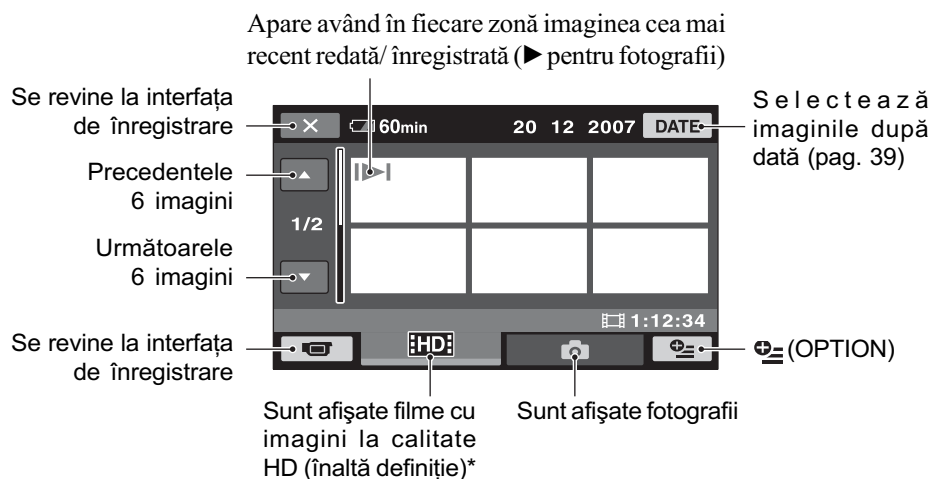 Apare având în fiecare zonă imaginea cea mai
recent redată/ înregistrată (▶ pentru fotografii)
Se revine la interfaţa
de înregistrare
60min
20 12 2007
DATE
Selectează
imaginile după
dată (pag. 39)
Precedentele
6 imagini
1/2
Următoarele
6 imagini
1:12:34
Se revine la interfaţa
de înregistrare
HD
(OPTION)
Sunt afişate filme cu
imagini la calitate
HD (înaltă definiţie)*
Sunt afişate fotografii